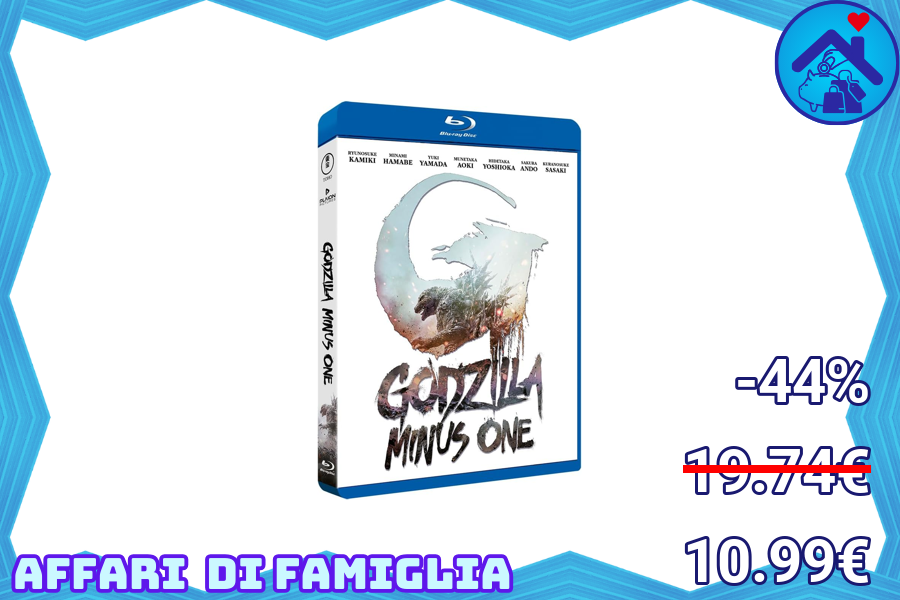 Blu-ray Disc
RYUNOSUKE KAMIKI MINAMI HAMABE YUKI YAMADA MUNETAKA AOKI HIDETAKA YOSHIOKA SAKURA ANDO KURANOSUKE SASAKI
PLAION
GODZILLA MINUS ONE
GODZILLA
MINUS ONE
-44%
19.74€
10.99€
AFFARI DI FAMIGLIA